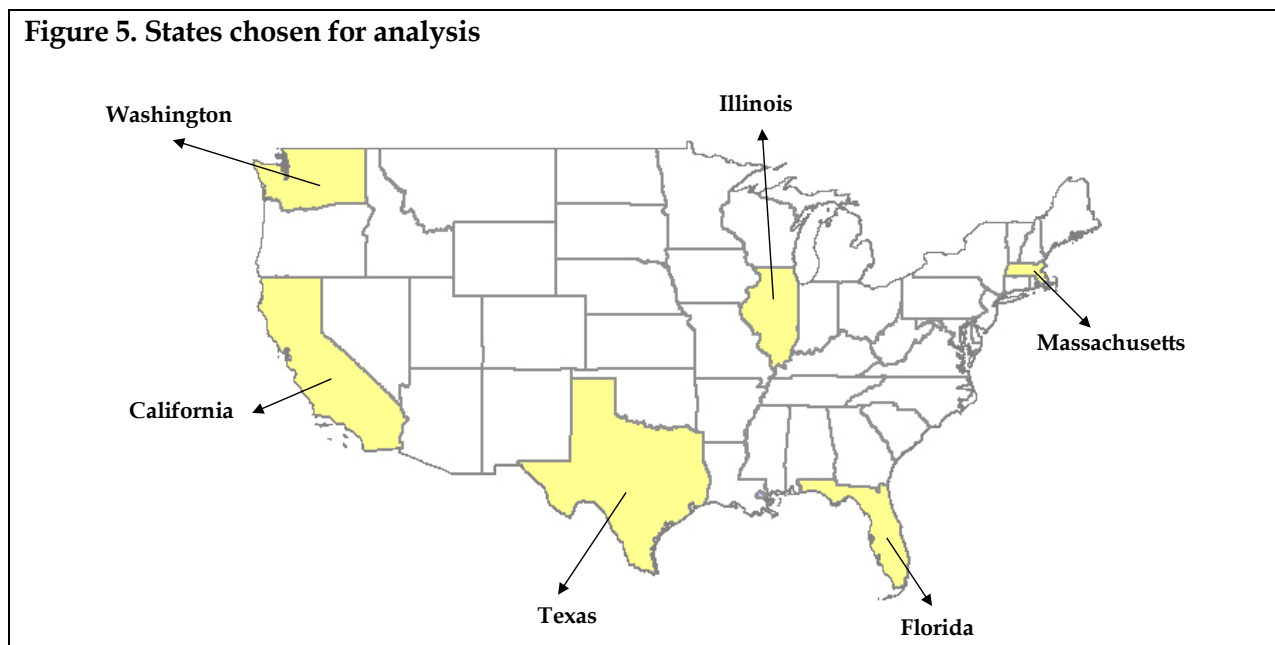 Figure 5. States chosen for analysis
Illinois
Washington
Massachusetts
California
Texas
Florida